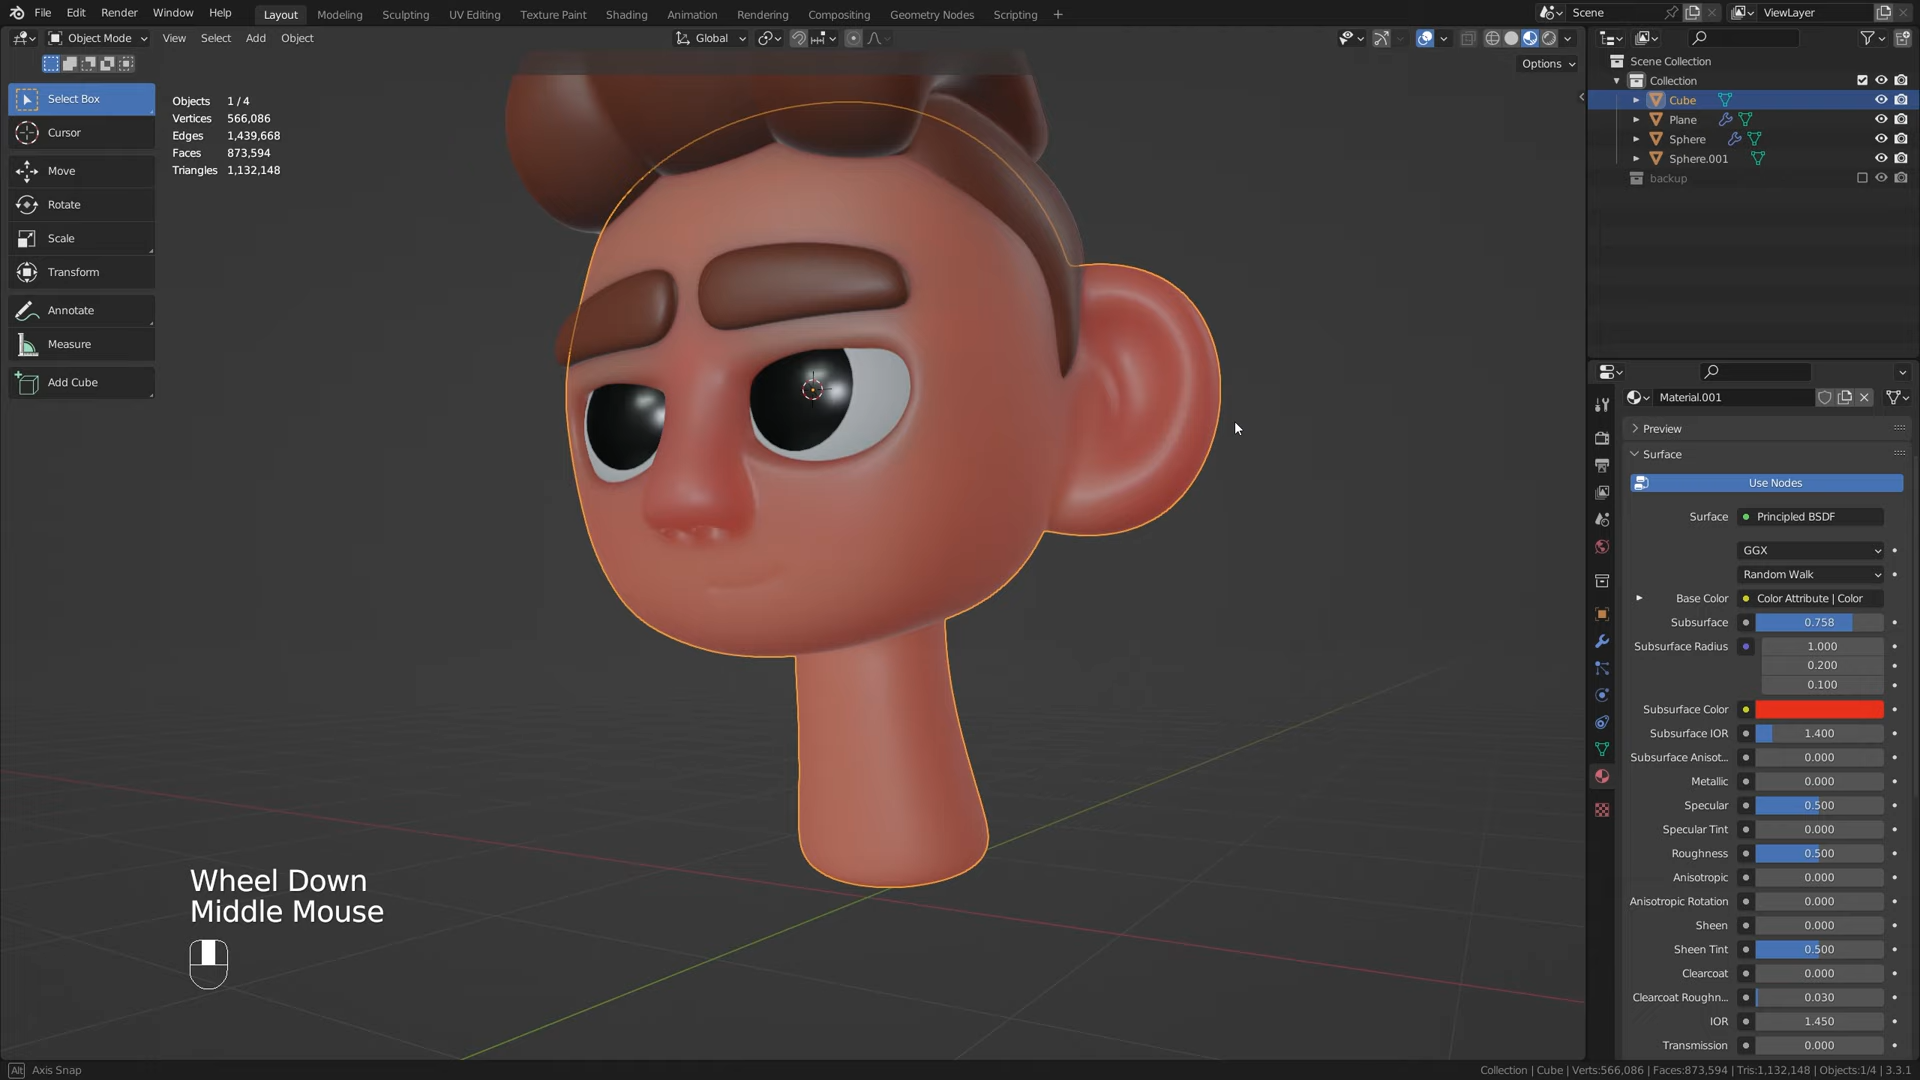 File Edit Render Window Help Layout Modeling Sculpting UV Editing Texture Paint Shading Animation Rendering Compositing Geometry Nodes Scripting + Scene ViewLayer
Object Mode View Select Add Object Global
Options
Select Box
Cursor
Move
Rotate
Scale
Transform
Annotate
Measure
Add Cube
Objects 1 / 4
Vertices 566,086
Edges 1,439,668
Faces 873,594
Triangles 1,132,148
Wheel Down
Middle Mouse
Scene Collection
Collection
Cube
Plane
Sphere
Sphere.001
backup
Material.001
Preview
Surface
Use Nodes
Surface Principled BSDF
GGX
Random Walk
Base Color Color Attribute | Color
Subsurface 0.758
Subsurface Radius 1.000
0.200
0.100
Subsurface Color
Subsurface IOR 1.400
Subsurface Anisot... 0.000
Metallic 0.000
Specular 0.500
Specular Tint 0.000
Roughness 0.500
Anisotropic 0.000
Anisotropic Rotation 0.000
Sheen 0.000
Sheen Tint 0.500
Clearcoat 0.000
Clearcoat Roughn... 0.030
IOR 1.450
Transmission 0.000
Alt Axis Snap
Collection | Cube | Verts:566,086 | Faces:873,594 | Tris:1,132,148 | Objects:1/4 | 3.3.1